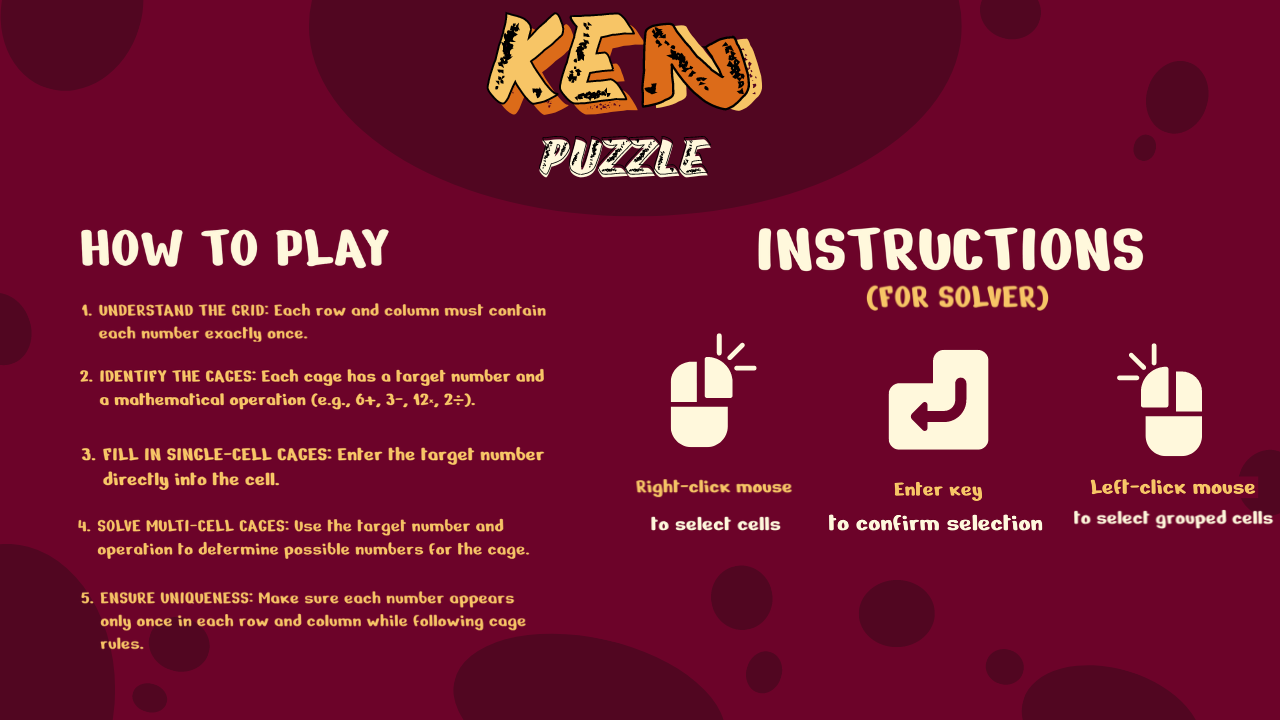 KEN
PUZZLE
HOW TO PLAY
1. UNDERSTAND THE GRID: Each row and column must contain
each number exactly once.
2. IDENTIFY THE CAGES: Each cage has a target number and
a mathematical operation (e.g., 6+, 3-, 12×, 2÷).
3. FILL IN SINGLE-CELL CAGES: Enter the target number
directly into the cell.
4. SOLVE MULTI-CELL CAGES: Use the target number and
operation to determine possible numbers for the cage.
5. ENSURE UNIQUENESS: Make sure each number appears
only once in each row and column while following cage
rules.
INSTRUCTIONS
(FOR SOLVER)
Right-click mouse
to select cells
Enter key
to confirm selection
Left-click mouse
to select grouped cells